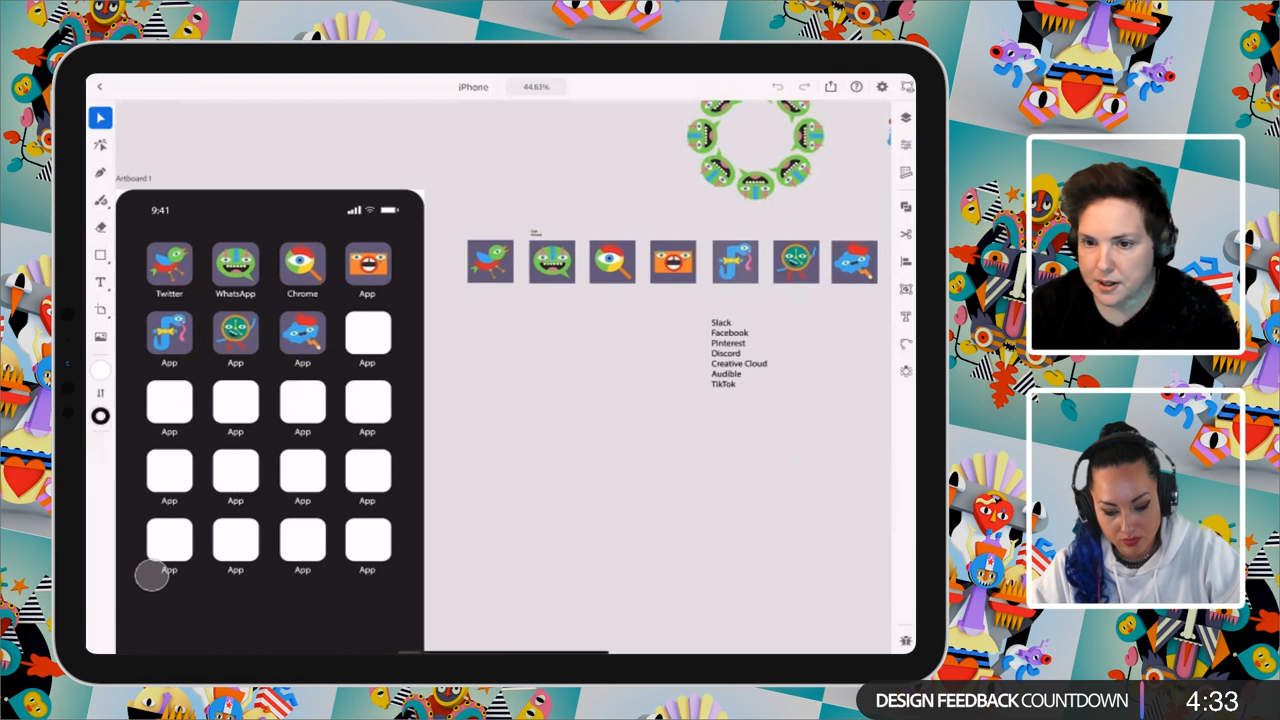 iPhone
44.63%
Artboard 1
9:41
Twitter WhatsApp Chrome App
App App App App
App App App App
App App App App
App App App App
Slack
Facebook
Pinterest
Discord
Creative Cloud
Audible
TikTok
DESIGN FEEDBACK COUNTDOWN 4:33